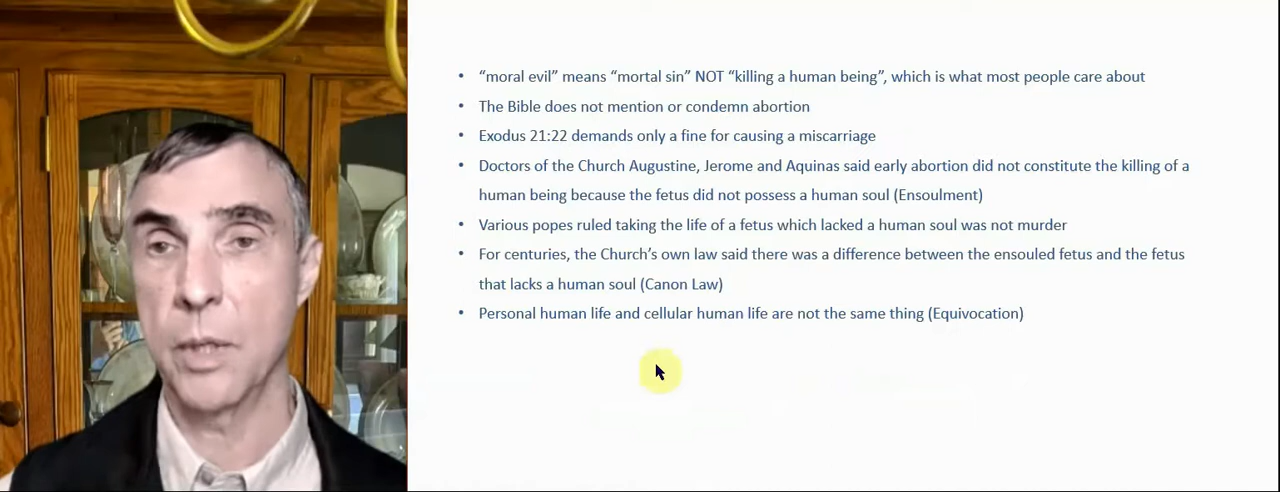 • “moral evil” means “mortal sin” NOT “killing a human being”, which is what most people care about
• The Bible does not mention or condemn abortion
• Exodus 21:22 demands only a fine for causing a miscarriage
• Doctors of the Church Augustine, Jerome and Aquinas said early abortion did not constitute the killing of a
human being because the fetus did not possess a human soul (Ensoulment)
• Various popes ruled taking the life of a fetus which lacked a human soul was not murder
• For centuries, the Church’s own law said there was a difference between the ensouled fetus and the fetus
that lacks a human soul (Canon Law)
• Personal human life and cellular human life are not the same thing (Equivocation)